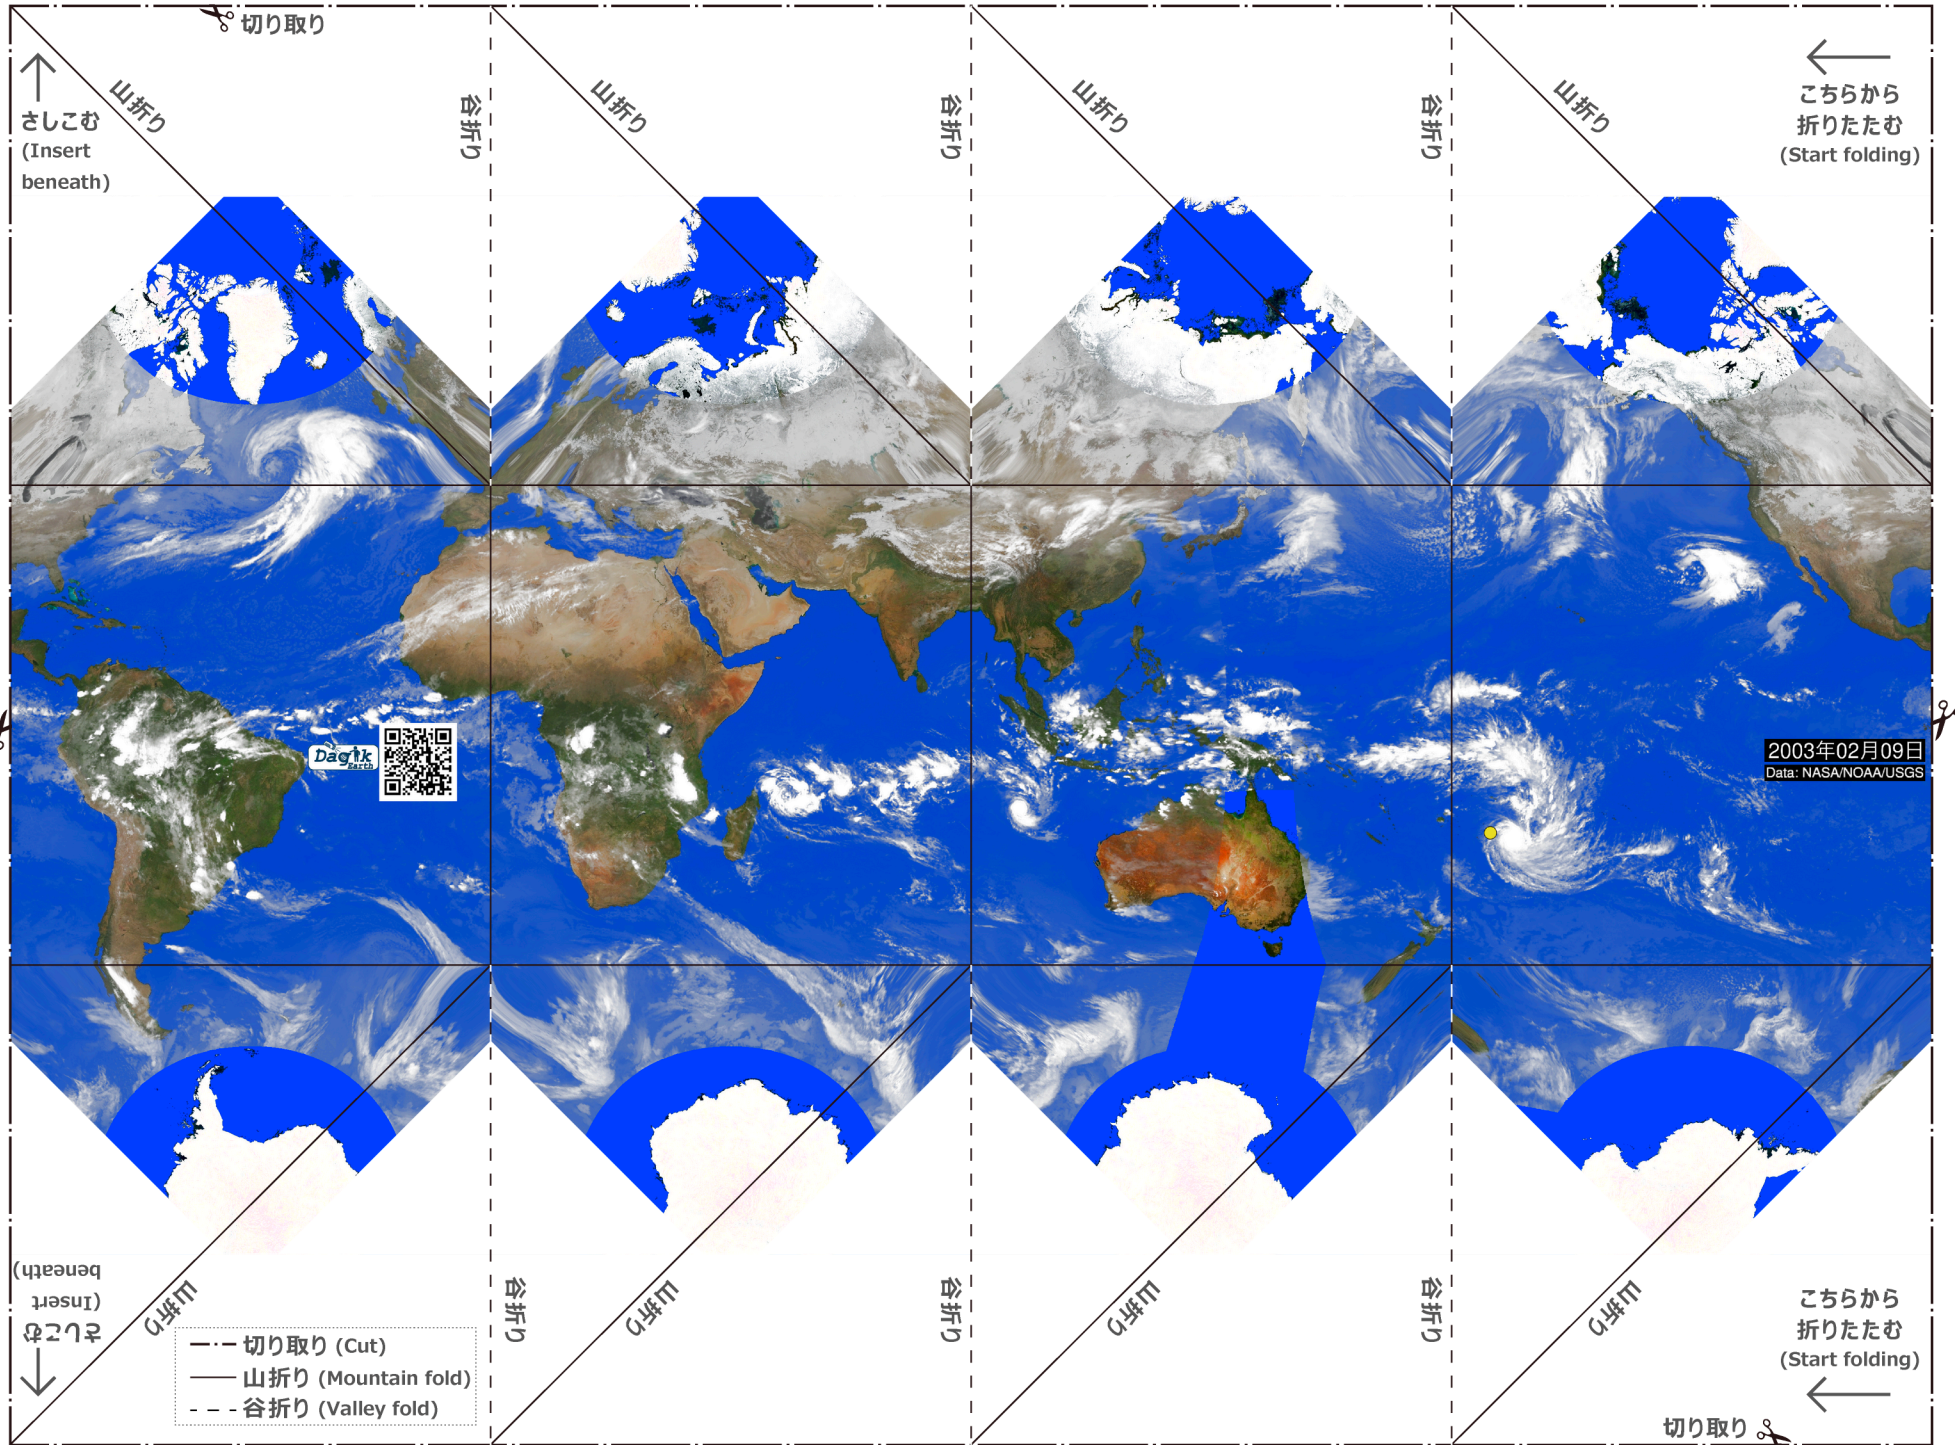 切り取り
さしこむ
(Insert
beneath)
山折り
谷折り
山折り
谷折り
山折り
谷折り
山折り
こちらから
折りたたむ
(Start folding)
Dagik
Earth
2003年02月09日
Data: NASA/NOAA/USGS
さしこむ
(Insert
beneath)
山折り
谷折り
山折り
谷折り
山折り
谷折り
山折り
こちらから
折りたたむ
(Start folding)
切り取り (Cut)
山折り (Mountain fold)
谷折り (Valley fold)
切り取り